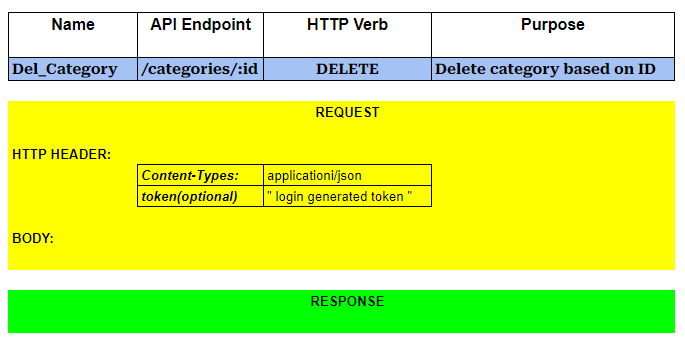 Name API Endpoint HTTP Verb Purpose
Del_Category /categories/:id DELETE Delete category based on ID
REQUEST
HTTP HEADER:
Content-Types: applicationi/json
token(optional) " login generated token "
BODY:
RESPONSE